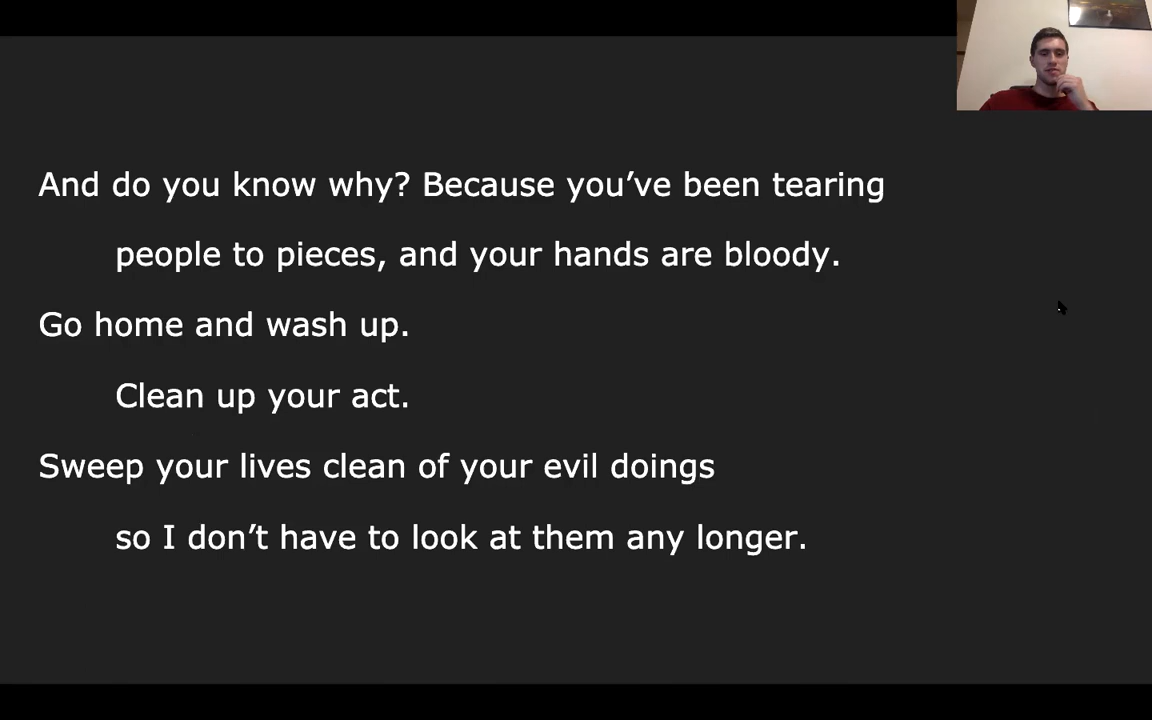 And do you know why? Because you’ve been tearing
people to pieces, and your hands are bloody.
Go home and wash up.
Clean up your act.
Sweep your lives clean of your evil doings
so I don’t have to look at them any longer.